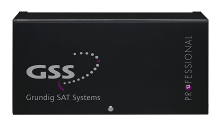 GSS
Grundig SAT Systems
PROFESSIONAL